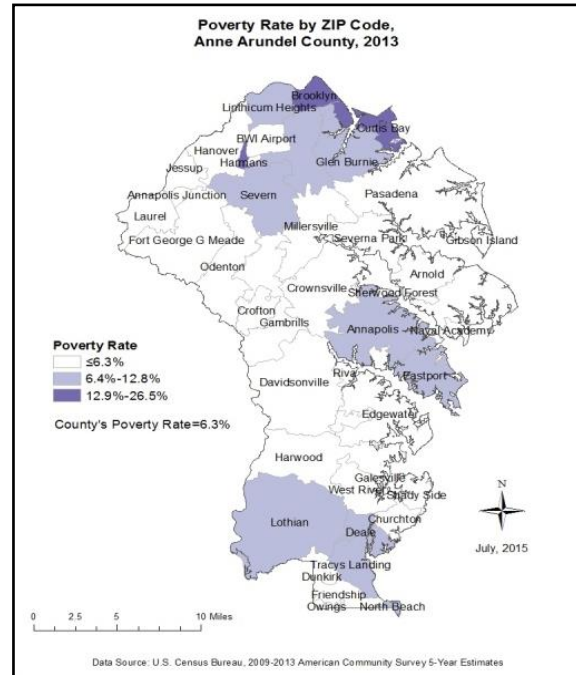 Poverty Rate by ZIP Code,
Anne Arundel County, 2013
Brooklyn
Linthicum Heights
Curtis Bay
BWI Airport
Hanover
Harmans
Glen Burnie
Jessup
Annapolis Junction
Severn
Pasadena
Laurel
Millersville
Fort George G Meade
Severna Park
Gibson Island
Odenton
Arnold
Crownsville
Sherwood Forest
Crofton
Gambrills
Annapolis
Naval Academy
Poverty Rate
≤6.3%
6.4%-12.8%
12.9%-26.5%
County's Poverty Rate=6.3%
Riva
Eastport
Davidsonville
Edgewater
Harwood
Galesville
West River
Shady Side
Lothian
Churchton
Deale
N
July, 2015
Tracys Landing
Dunkirk
Friendship
Owings
North Beach
0 2.5 5 10 Miles
Data Source: U.S. Census Bureau, 2009-2013 American Community Survey 5-Year Estimates